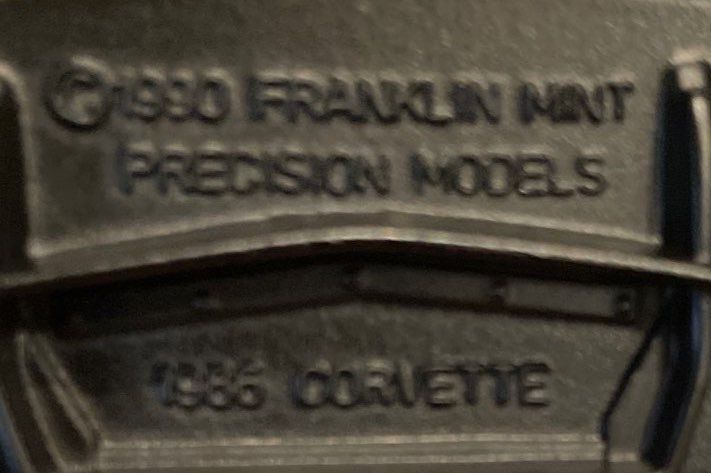 ©1990 FRANKLIN MINT
PRECISION MODELS
1986 CORVETTE